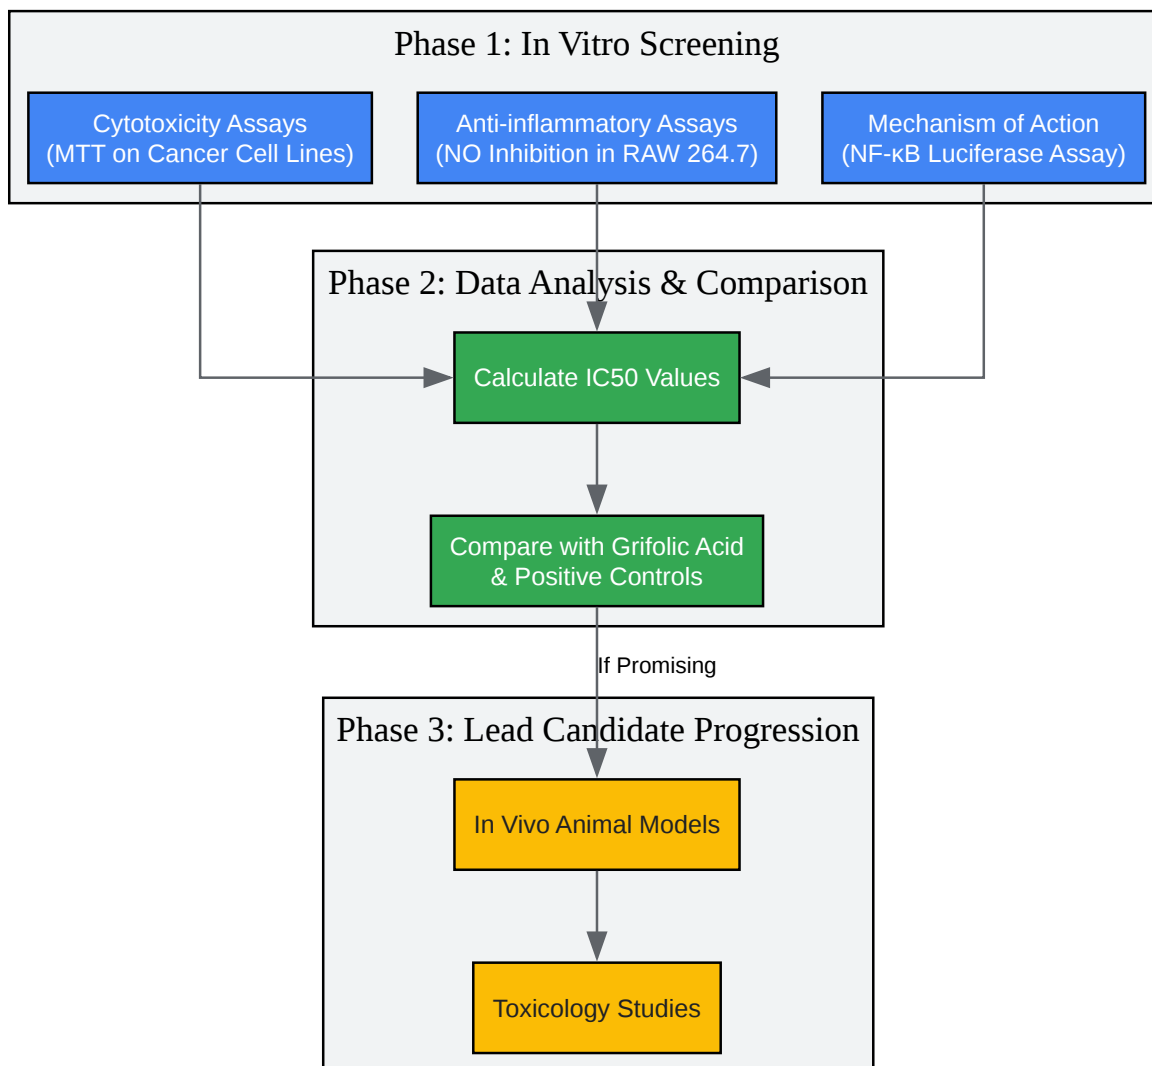 Phase 1: In Vitro Screening
Cytotoxicity Assays
(MTT on Cancer Cell Lines)
Anti-inflammatory Assays
(NO Inhibition in RAW 264.7)
Mechanism of Action
(NF-κB Luciferase Assay)
Phase 2: Data Analysis & Comparison
Calculate IC50 Values
Compare with Grifolic Acid
& Positive Controls
If Promising
Phase 3: Lead Candidate Progression
In Vivo Animal Models
Toxicology Studies